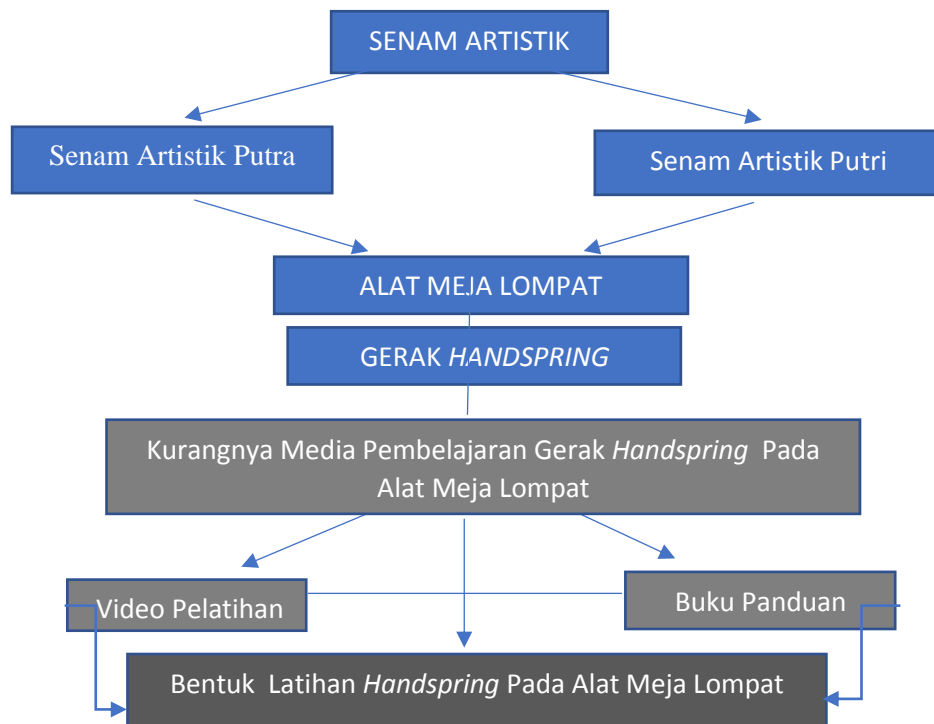 SENAM ARTISTIK
Senam Artistik Putra
Senam Artistik Putri
ALAT MEJA LOMPAT
GERAK HANDSPRING
Kurangnya Media Pembelajaran Gerak Handspring Pada
Alat Meja Lompat
Video Pelatihan
Buku Panduan
Bentuk Latihan Handspring Pada Alat Meja Lompat